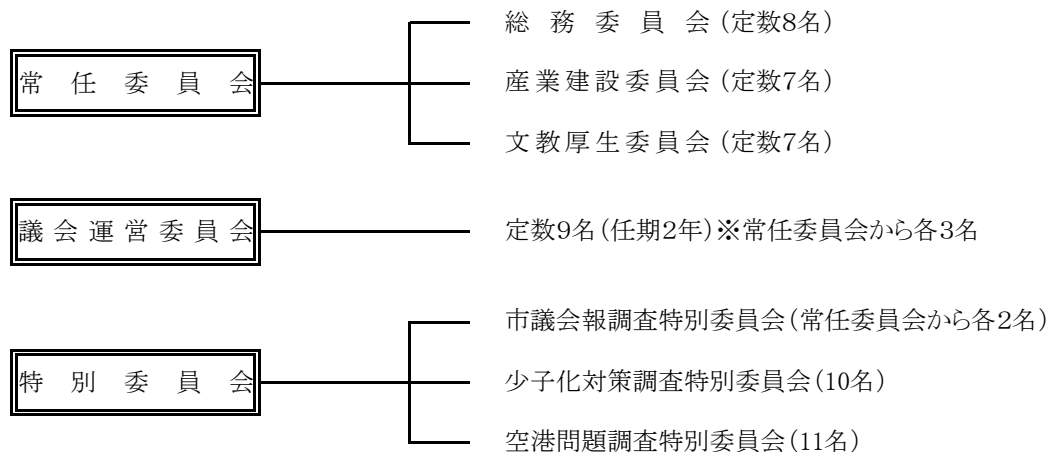 総務委員会(定数8名)
常任委員会
産業建設委員会(定数7名)
文教厚生委員会(定数7名)
議会運営委員会
定数9名(任期2年)※常任委員会から各3名
市議会報調査特別委員会(常任委員会から各2名)
特別委員会
少子化対策調査特別委員会(10名)
空港問題調査特別委員会(11名)